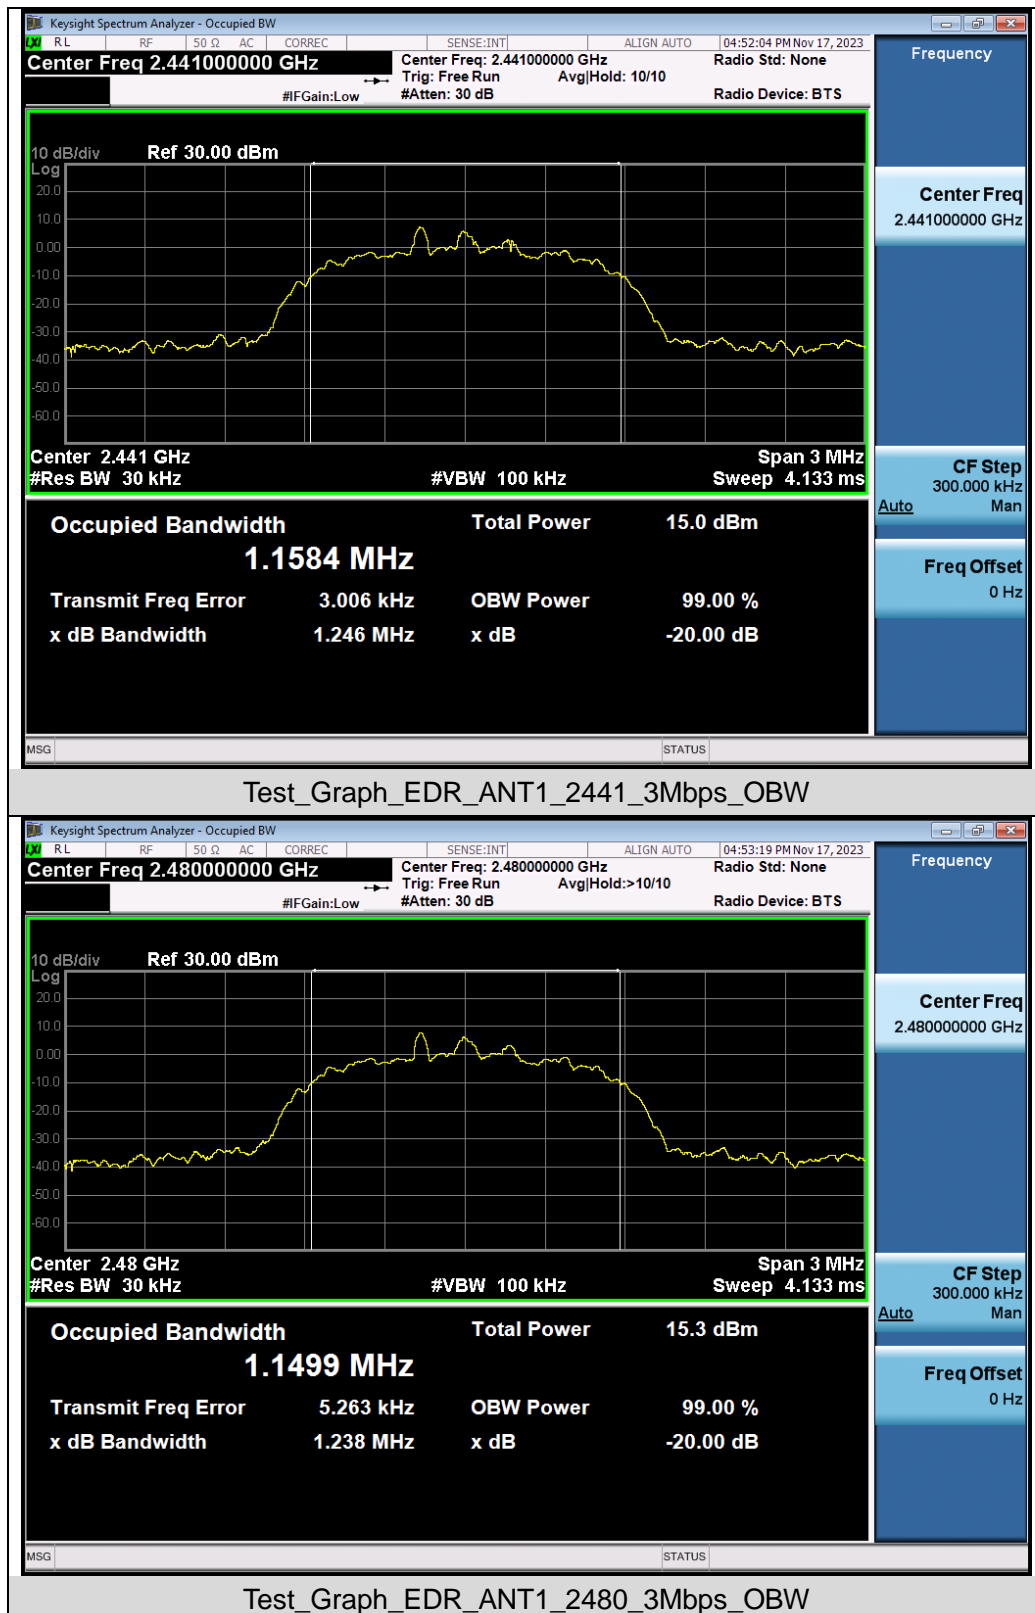 Keysight Spectrum Analyzer - Occupied BW
LXI RL RF 50 Ω AC CORREC SENSE:INT ALIGN AUTO 04:52:04 PM Nov 17, 2023
Center Freq 2.441000000 GHz
Center Freq: 2.441000000 GHz Radio Std: None
Trig: Free Run Avg|Hold: 10/10
#IFGain:Low #Atten: 30 dB Radio Device: BTS
Frequency
10 dB/div Ref 30.00 dBm
Log
20.0
10.0
0.00
-10.0
-20.0
-30.0
-40.0
-50.0
-60.0
Center 2.441 GHz Span 3 MHz
#Res BW 30 kHz #VBW 100 kHz Sweep 4.133 ms
Center Freq
2.441000000 GHz
CF Step
300.000 kHz
Auto Man
Freq Offset
0 Hz
Occupied Bandwidth Total Power 15.0 dBm
1.1584 MHz
Transmit Freq Error 3.006 kHz OBW Power 99.00 %
x dB Bandwidth 1.246 MHz x dB -20.00 dB
MSG STATUS
Test_Graph_EDR_ANT1_2441_3Mbps_OBW
Keysight Spectrum Analyzer - Occupied BW
LXI RL RF 50 Ω AC CORREC SENSE:INT ALIGN AUTO 04:53:19 PM Nov 17, 2023
Center Freq 2.480000000 GHz
Center Freq: 2.480000000 GHz Radio Std: None
Trig: Free Run Avg|Hold:>10/10
#IFGain:Low #Atten: 30 dB Radio Device: BTS
Frequency
10 dB/div Ref 30.00 dBm
Log
20.0
10.0
0.00
-10.0
-20.0
-30.0
-40.0
-50.0
-60.0
Center 2.48 GHz Span 3 MHz
#Res BW 30 kHz #VBW 100 kHz Sweep 4.133 ms
Center Freq
2.480000000 GHz
CF Step
300.000 kHz
Auto Man
Freq Offset
0 Hz
Occupied Bandwidth Total Power 15.3 dBm
1.1499 MHz
Transmit Freq Error 5.263 kHz OBW Power 99.00 %
x dB Bandwidth 1.238 MHz x dB -20.00 dB
MSG STATUS
Test_Graph_EDR_ANT1_2480_3Mbps_OBW